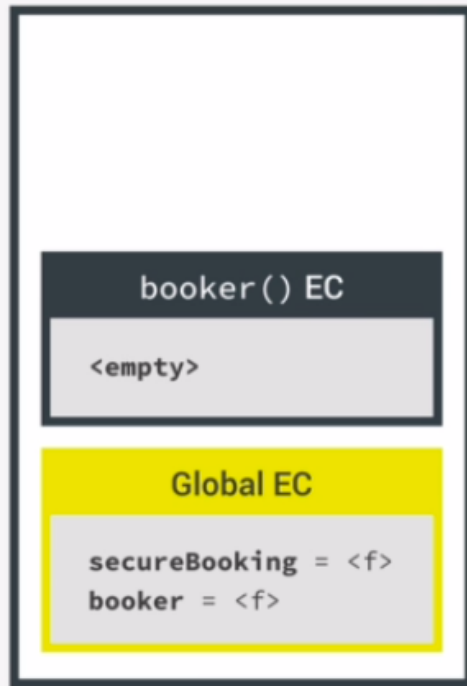 booker() EC
<empty>
Global EC
secureBooking = <f>
booker = <f>